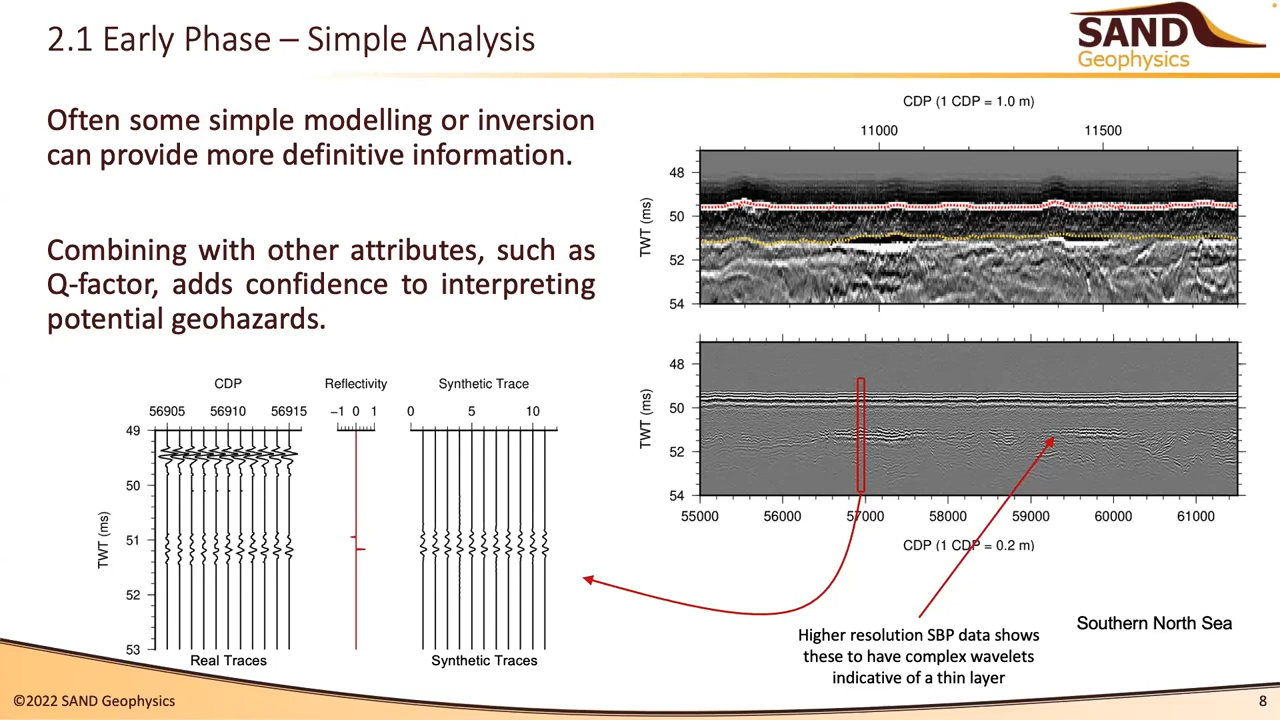 2.1 Early Phase – Simple Analysis
SAND
Geophysics
Often some simple modelling or inversion
can provide more definitive information.
Combining with other attributes, such as
Q-factor, adds confidence to interpreting
potential geohazards.
CDP (1 CDP = 1.0 m)
11000 11500
TWT (ms)
48
50
52
54
TWT (ms)
48
50
52
54
55000 56000 57000 58000 59000 60000 61000
CDP (1 CDP = 0.2 m)
CDP Reflectivity Synthetic Trace
56905 56910 56915 −1 0 1 0 5 10
TWT (ms)
49
50
51
52
53
Real Traces Synthetic Traces
Higher resolution SBP data shows
these to have complex wavelets
indicative of a thin layer
Southern North Sea
©2022 SAND Geophysics
8